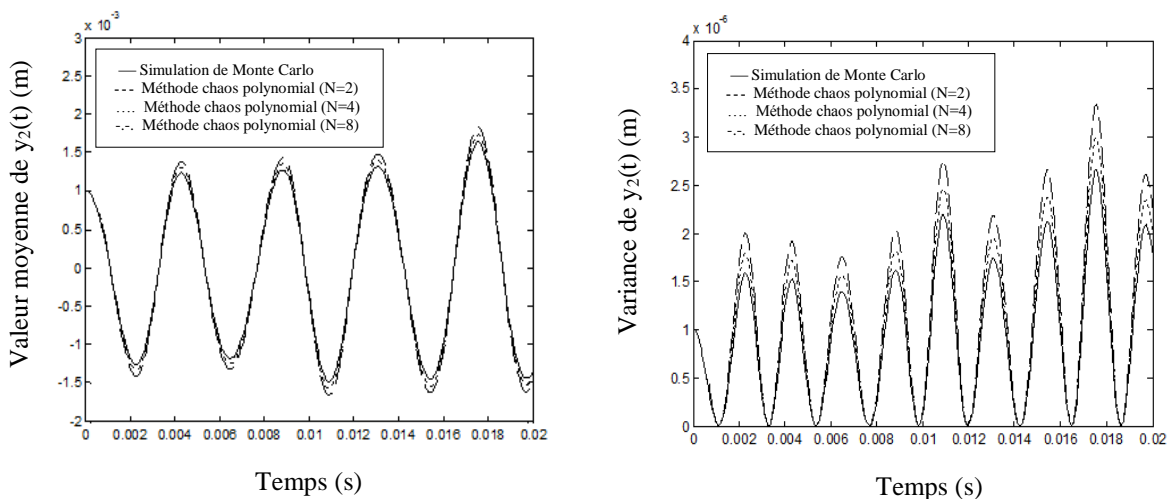 x 10-3
3
2.5
2
1.5
1
0.5
0
-0.5
-1
-1.5
-2
Valeur moyenne de y2(t) (m)
Simulation de Monte Carlo
Méthode chaos polynomial (N=2)
Méthode chaos polynomial (N=4)
Méthode chaos polynomial (N=8)
0 0.002 0.004 0.006 0.008 0.01 0.012 0.014 0.016 0.018 0.02
Temps (s)
x 10-6
4
3.5
3
2.5
2
1.5
1
0.5
0
Variance de y2(t) (m)
Simulation de Monte Carlo
Méthode chaos polynomial (N=2)
Méthode chaos polynomial (N=4)
Méthode chaos polynomial (N=8)
0 0.002 0.004 0.006 0.008 0.01 0.012 0.014 0.016 0.018 0.02
Temps (s)